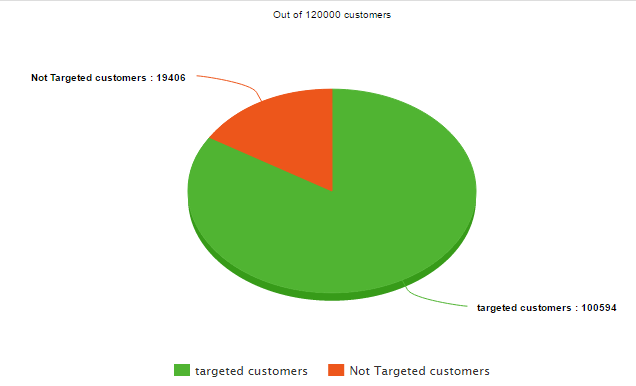 Out of 120000 customers
Not Targeted customers : 19406
targeted customers : 100594
targeted customers
Not Targeted customers